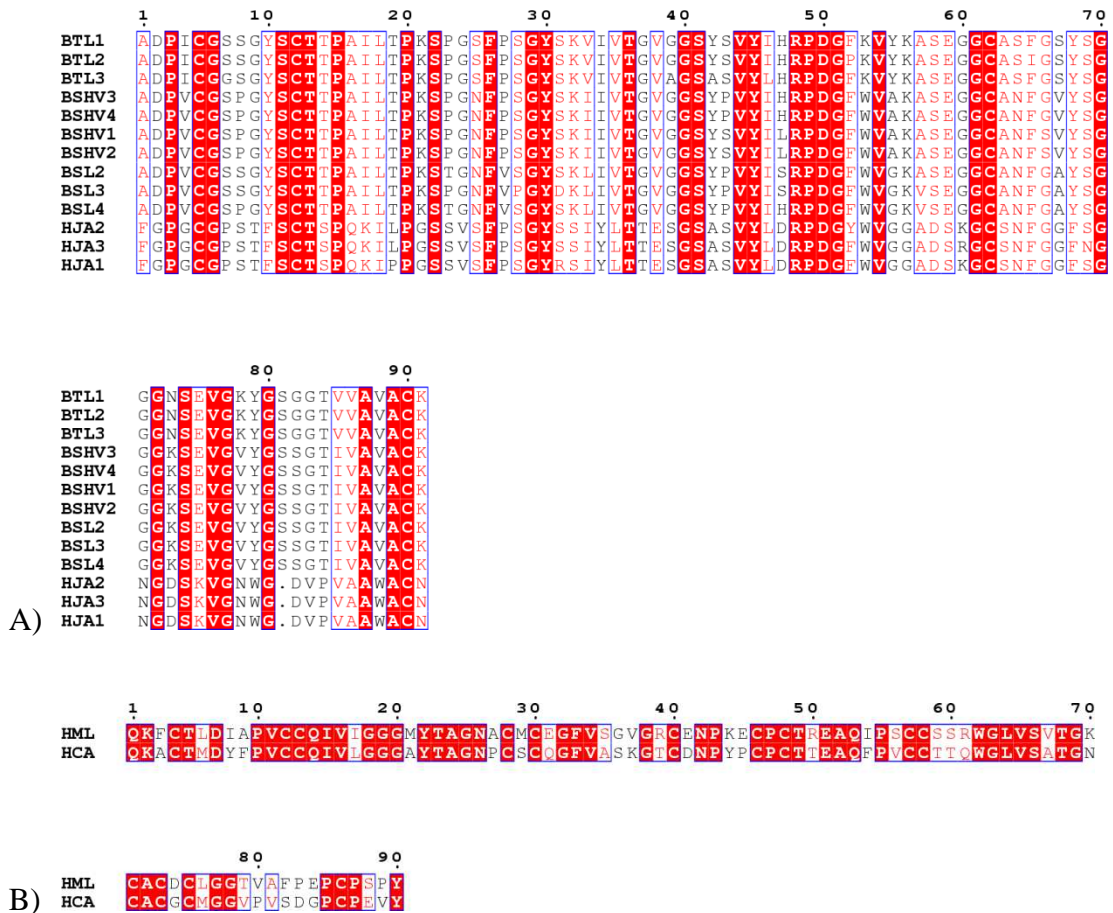 1 10 20 30 40 50 60 70
BTL1 ADPICGSSGYSCTTPAILTPKSPGSFPSGYSKVIVTGVGGSYSVYIHRPDGFKVYKASEGGCASFGSYSG
BTL2 ADPICGSSGYSCTTPAILTPKSPGSFPSGYSKVIVTGVGGSYSVYIHRPDGPKVYKASEGGCASIGSYSG
BTL3 ADPICGGSGYSCTTPAILTPKSPGSFPSGYSKVIVTGVAGSASVYLHRPDGFKVYKASEGGCASFGSYSG
BSHV3 ADPVCGSPGYSCTTPAILTPKSPGNFPSGYSKIIVTGVGGSYPVYIHRPDGFWVAKASEGGCANFGVYSG
BSHV4 ADPVCGSPGYSCTTPAILTPKSPGNFPSGYSKIIVTGVGGSYPVYIHRPDGFWVAKASEGGCANFGVYSG
BSHV1 ADPVCGSPGYSCTTPAILTPKSPGNFPSGYSKIIVTGVGGSYSVYILRPDGFWVAKASEGGCANFSVYSG
BSHV2 ADPVCGSPGYSCTTPAILTPKSPGNFPSGYSKIIVTGVGGSYSVYILRPDGFWVAKASEGGCANFSVYSG
BSL2 ADPVCGSPGYSCTTPAILTPKSTGNFPSGYSKLIVTGVGGSYPVYISRPDGFWVGKASEGGCANFGAYSG
BSL3 ADPVCGSPGYSCTTPAILTPKSPGNFVPGYDKLIVTGVGGSYPVYISRPDGFWVGKVSEGGCANFGAYSG
BSL4 ADPVCGSPGYSCTTPAILTPKSTGNFVSGYSKLIVTGVGGSYPVYIHRPDGFWVGKVSEGGCANFGAYSG
HJA2 FGPGCGPSTFSCTSPQKILPGSSVSFPSGYSSIYLTTESGSASVYLDRPDGFWVGGADSRGCSNFGGFSG
HJA3 FGPGCGPSTFSCTSPQKILPGSSVSFPSGYSSIYLTTESGSASVYLDRPDGFWVGGADSRGCSNFGGFNG
HJA1 FGPGCGPSTFSCTSPQKIPPGSSVSFPSGYRSIYLTTESGSASVYLDRPDGFWVGGADSKGCSNFGGFSG
80 90
BTL1 GGNSEVGKYGSGGTVVAVACK
BTL2 GGNSEVGKYGSGGTVVAVACK
BTL3 GGNSEVGKYGSGGTVVAVACK
BSHV3 GGKSEVGVYGSSGTIVAVACK
BSHV4 GGKSEVGVYGSSGTIVAVACK
BSHV1 GGKSEVGVYGSSGTIVAVACK
BSHV2 GGKSEVGVYGSSGTIVAVACK
BSL2 GGKSEVGVYGSSGTIVAVACK
BSL3 GGKSEVGVYGSSGTIVAVACK
BSL4 GGKSEVGVYGSSGTIVAVACK
HJA2 NGDSKVGNWG.DVPVAAWACN
HJA3 NGDSKVGNWG.DVPVAAWACN
HJA1 NGDSKVGNWG.DVPVAAWACN
A)
1 10 20 30 40 50 60 70
HML QKFCTLDIAPVCCQIVIGGGMYTAGNACMCEGFVSGVGRCENPKECPCTREAQIPSCCSSRWGLVSVTGK
HCA QKACTMDYFPVCCQIVLGGGAYTAGNPCSCQGFVASKGTCDNPYPCPCTTEAQFPVCCTTQWGLVSATGN
80 90
HML CACDCLGGTVAFPEPCPSPY
HCA CACGCMGGVPVSDGPCPEVY
B)